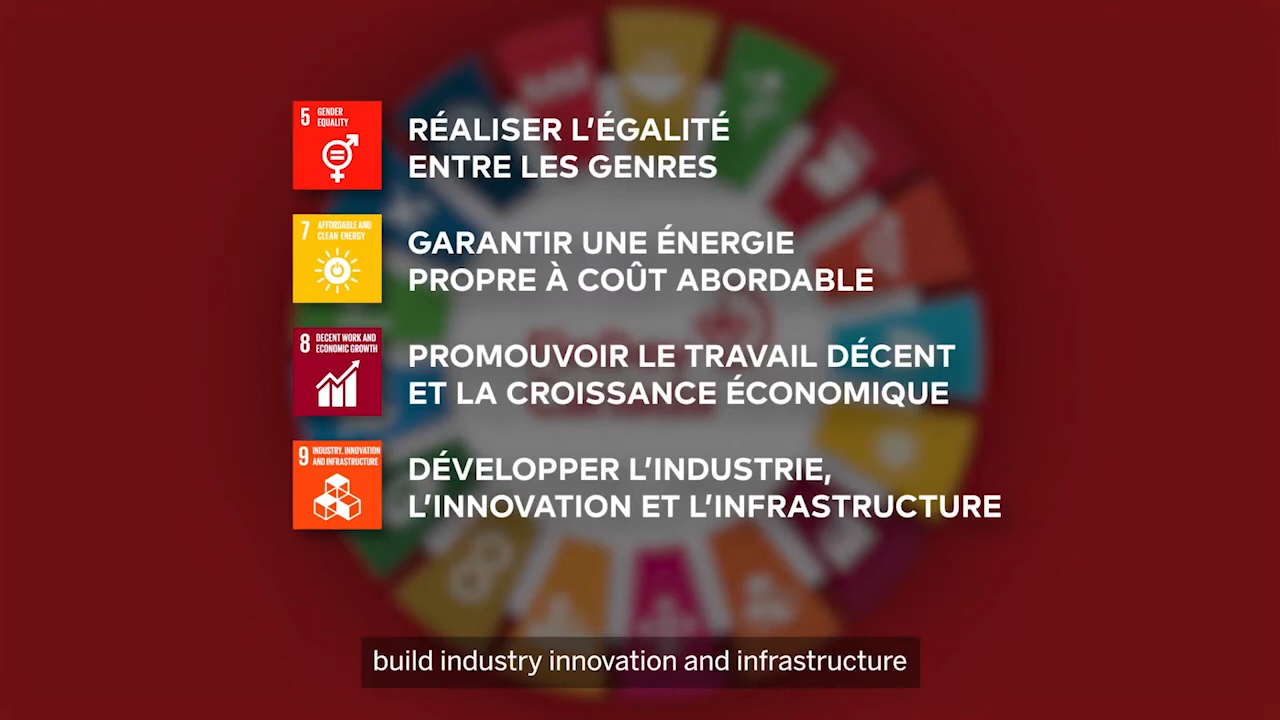 5 GENDER
EQUALITY
RÉALISER L’ÉGALITÉ
ENTRE LES GENRES
7 AFFORDABLE AND
CLEAN ENERGY
GARANTIR UNE ÉNERGIE
PROPRE À COÛT ABORDABLE
8 DECENT WORK AND
ECONOMIC GROWTH
PROMOUVOIR LE TRAVAIL DÉCENT
ET LA CROISSANCE ÉCONOMIQUE
9 INDUSTRY, INNOVATION
AND INFRASTRUCTURE
DÉVELOPPER L’INDUSTRIE,
L’INNOVATION ET L’INFRASTRUCTURE
build industry innovation and infrastructure